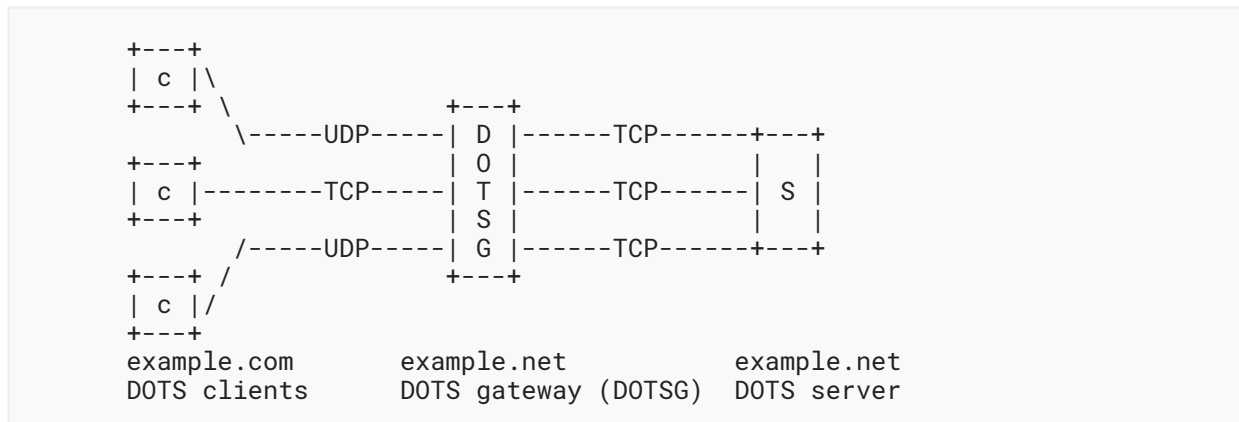 +---+
| c |\
+---+ \                +---+
       \-----UDP-----| D |------TCP------+---+
+---+                | O |               |   |
| c |--------TCP-----| T |------TCP------| S |
+---+                | S |               |   |
       /-----UDP-----| G |------TCP------+---+
+---+ /                +---+
| c |/
+---+
example.com       example.net          example.net
DOTS clients      DOTS gateway (DOTSG)  DOTS server